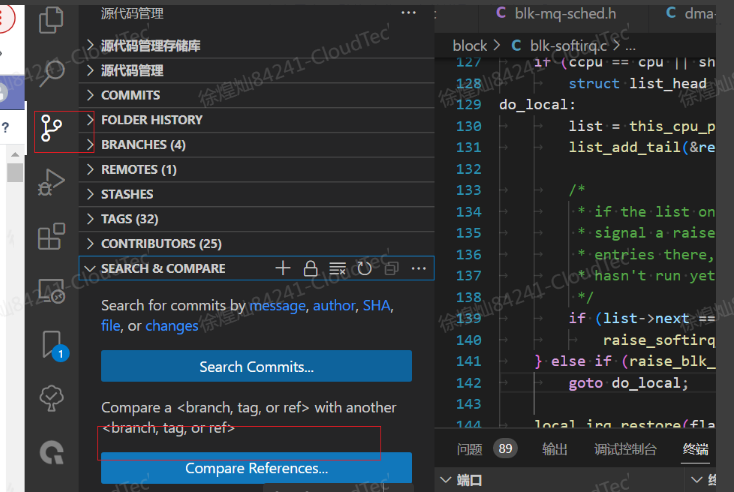 源代码管理
源代码管理存储库
源代码管理
COMMITS
FOLDER HISTORY
BRANCHES (4)
REMOTES (1)
STASHES
TAGS (32)
CONTRIBUTORS (25)
SEARCH & COMPARE
Search for commits by message, author, SHA,
file, or changes
Search Commits...
Compare a <branch, tag, or ref> with another
<branch, tag, or ref>
Compare References...
1
?
C blk-mq-sched.h C dma-
block > C blk-softirq.c > ...
127 if (ccpu == cpu || sh
128 struct list_head
129 do_local:
130 list = this_cpu_p
131 list_add_tail(&re
132
133 /*
134 * if the list on
135 * signal a raise
136 * entries there,
137 * hasn't run yet
138 */
139 if (list->next ==
140 raise_softirq
141 } else if (raise_blk_
142 goto do_local;
143
144 local_irq_restore(fla
问题 89 输出 调试控制台 终端
端口
徐煌灿84241-CloudTec'